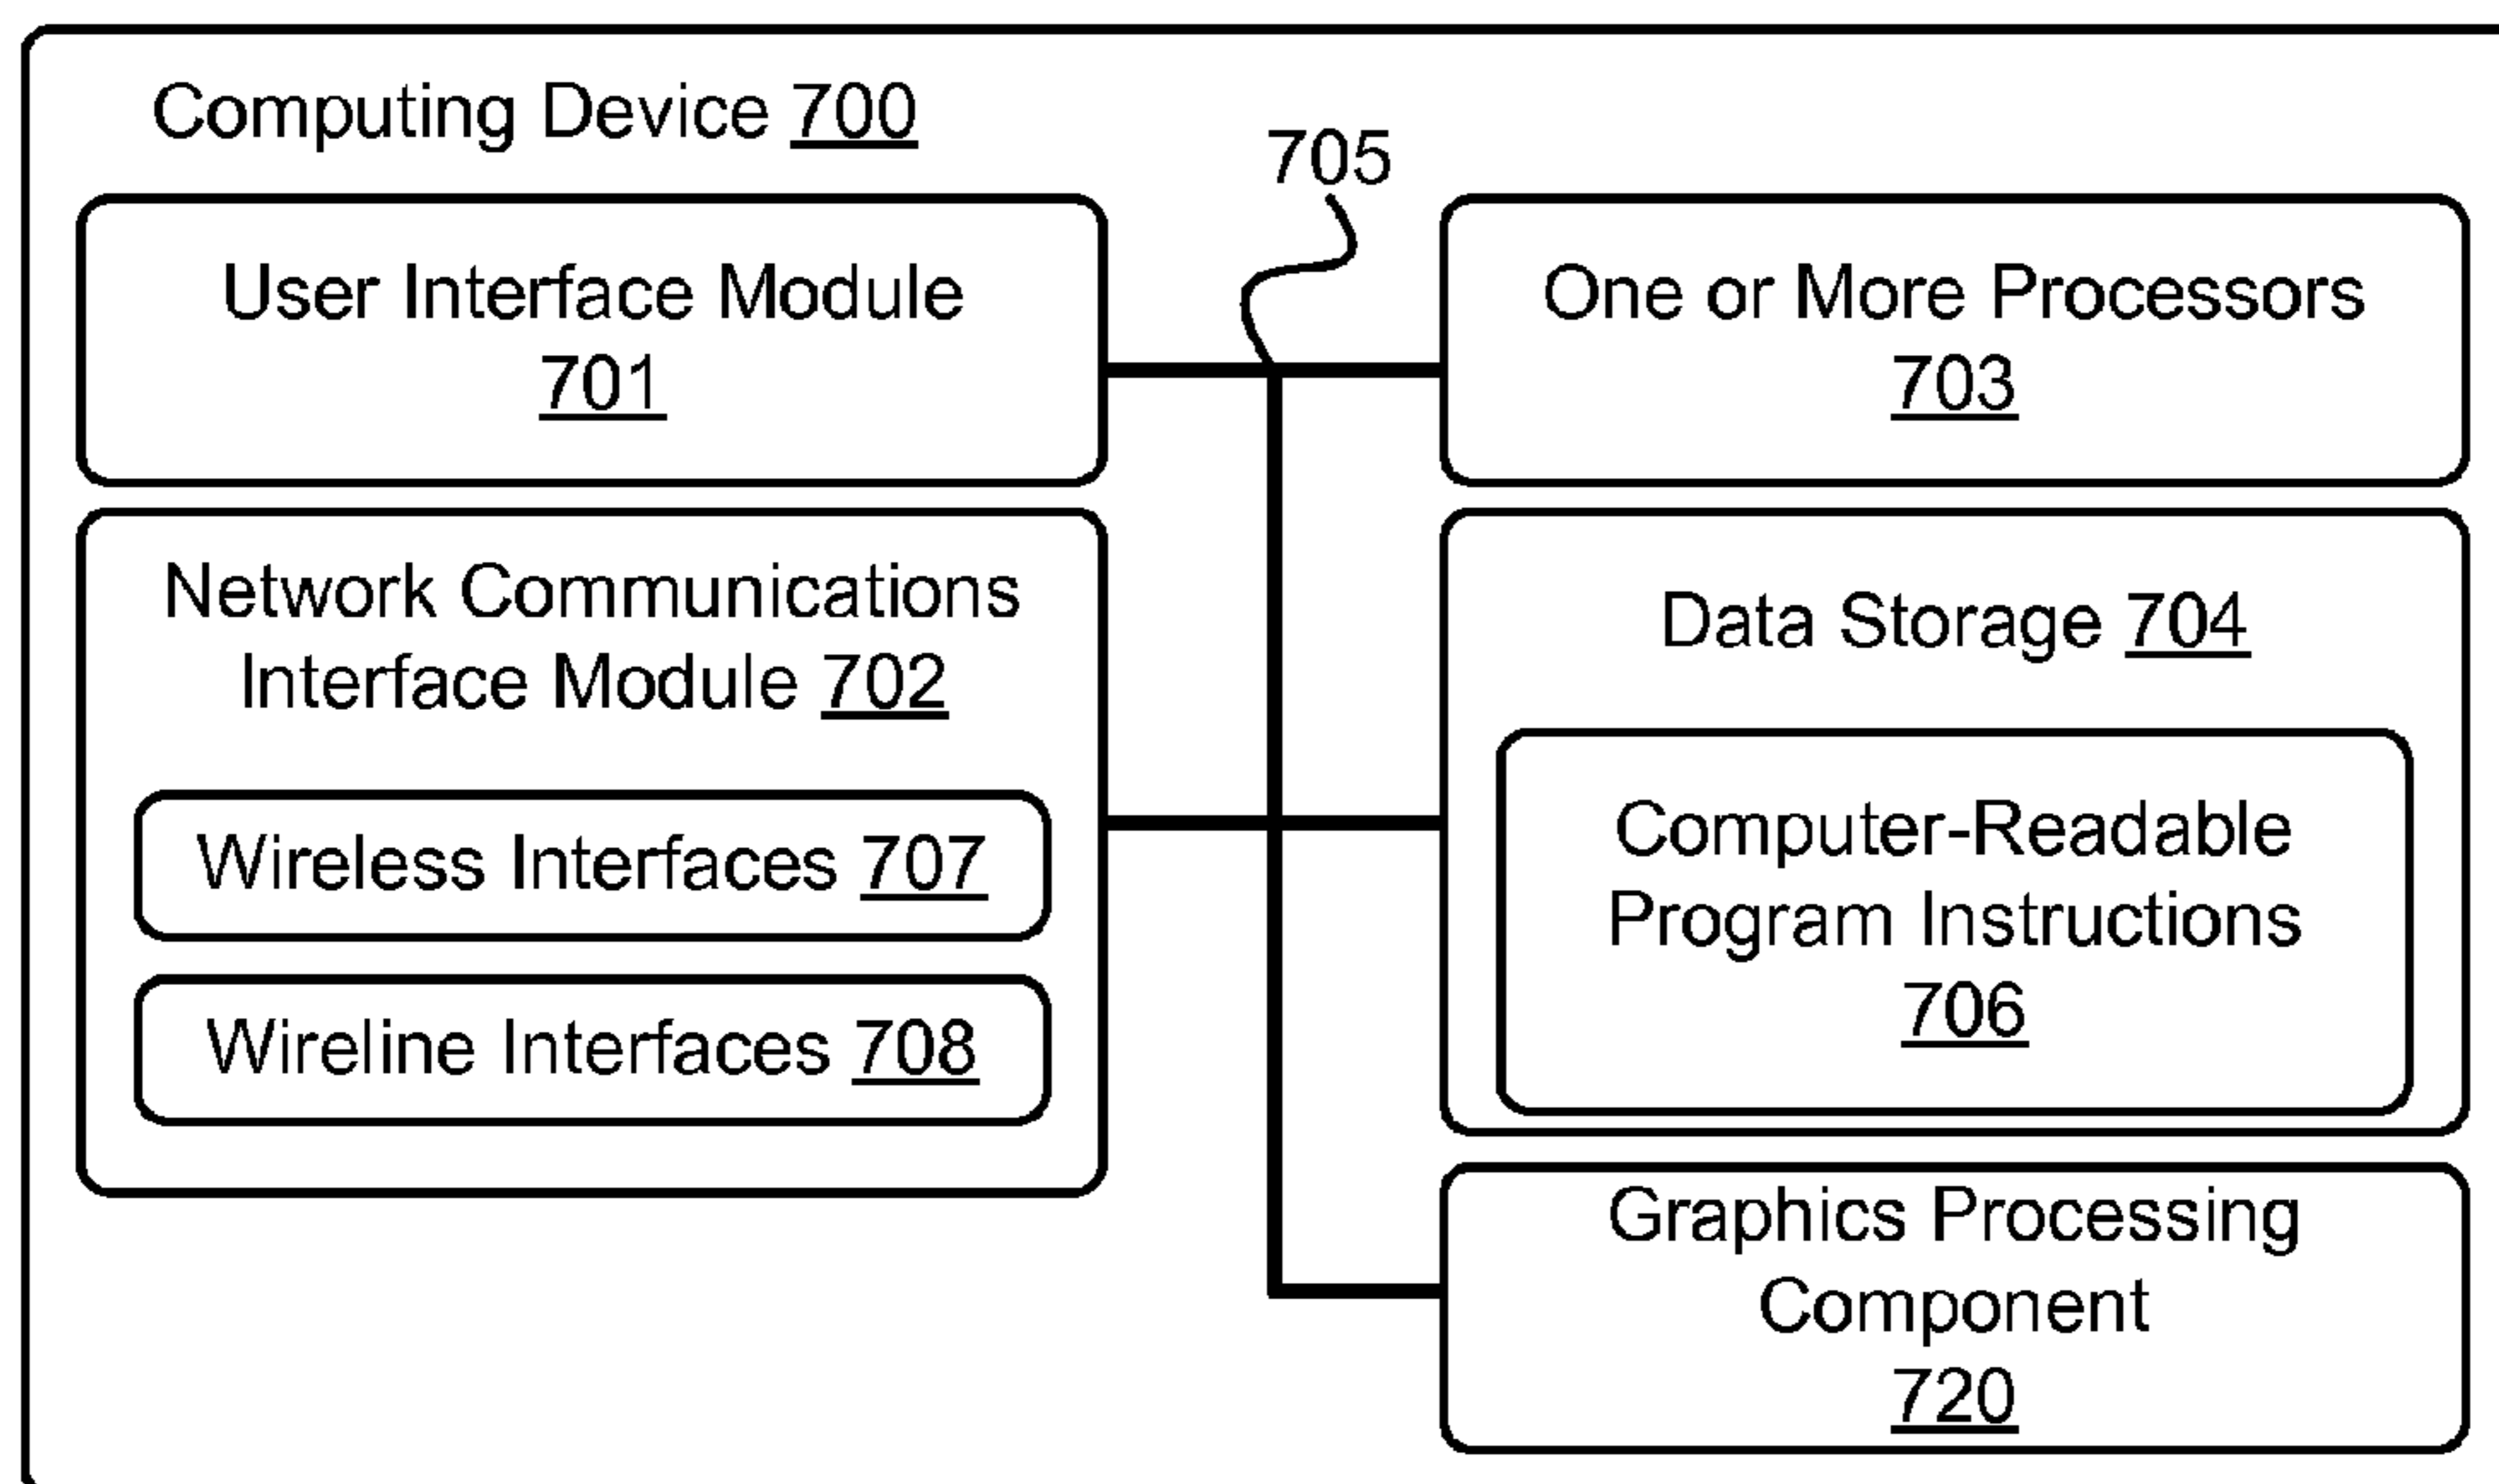 Computing Device 700
705
User Interface Module
701
One or More Processors
703
Network Communications
Interface Module 702
Wireless Interfaces 707
Wireline Interfaces 708
Data Storage 704
Computer-Readable
Program Instructions
706
Graphics Processing
Component
720